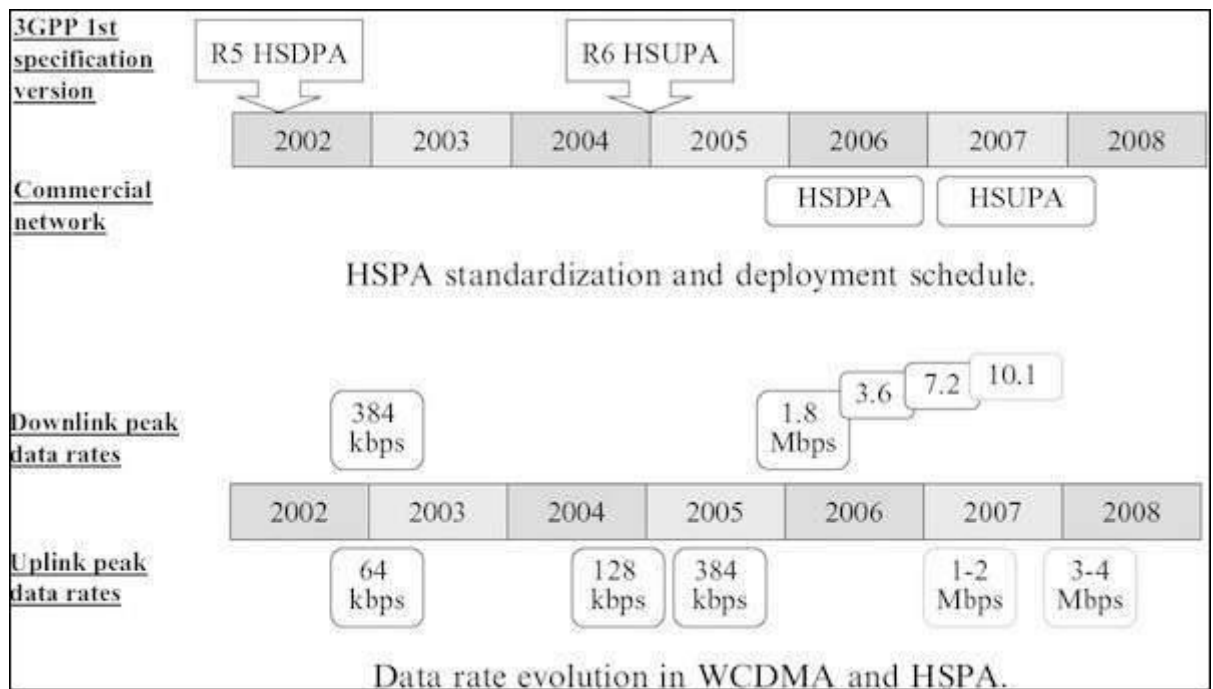 3GPP 1st
specification
version
R5 HSDPA
R6 HSUPA
2002 2003 2004 2005 2006 2007 2008
Commercial
network
HSDPA HSUPA
HSPA standardization and deployment schedule.
Downlink peak
data rates
384
kbps
1.8
Mbps
3.6
7.2
10.1
2002 2003 2004 2005 2006 2007 2008
Uplink peak
data rates
64
kbps
128
kbps
384
kbps
1-2
Mbps
3-4
Mbps
Data rate evolution in WCDMA and HSPA.